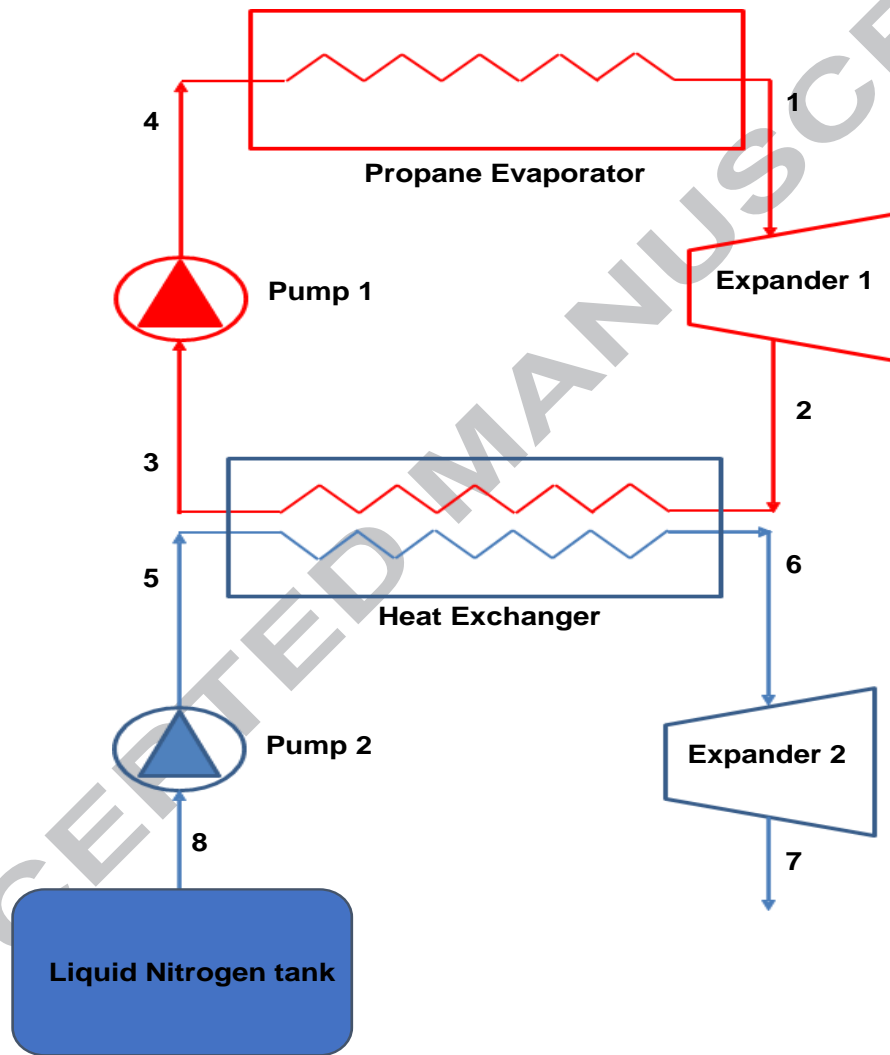 4
1
Propane Evaporator
Pump 1
Expander 1
2
3
5
6
Heat Exchanger
Pump 2
Expander 2
8
7
Liquid Nitrogen tank
CEPTED MANUSC